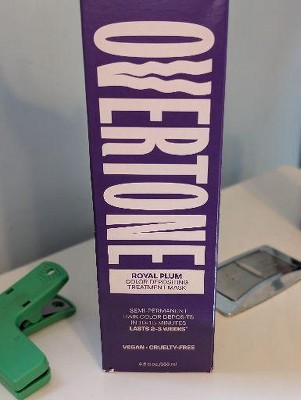 OVERTONE
ROYAL PLUM
COLOR DEPOSITING
TREATMENT MASK
SEMI-PERMANENT
HAIR COLOR DEPOSITS
IN 10-15 MINUTES
LASTS 2-3 WEEKS*
VEGAN • CRUELTY-FREE